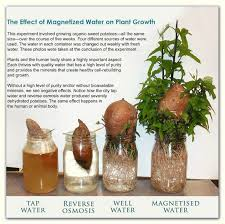 The Effect of Magnetized Water on Plant Growth
This experiment involved growing organic sweet potatoes—all the same
size—over the course of five weeks. Four different sources of water were
used. The water in each container was changed out weekly with fresh
water. These photos were taken at the conclusion of the experiment.
Plants and the human body share a highly important aspect.
Each thrives with quality water that has a high level of purity
and provides the minerals that create healthy cell-building
and growth.
Without a high level of purity and/or without bioavailable
minerals, we see negative effects. Notice how the city tap
water and reverse osmosis water produced severely
dehydrated potatoes. The same effect happens in
the human or animal body.
TAP
WATER
REVERSE
OSMOSIS
WELL
WATER
MAGNETISED
WATER